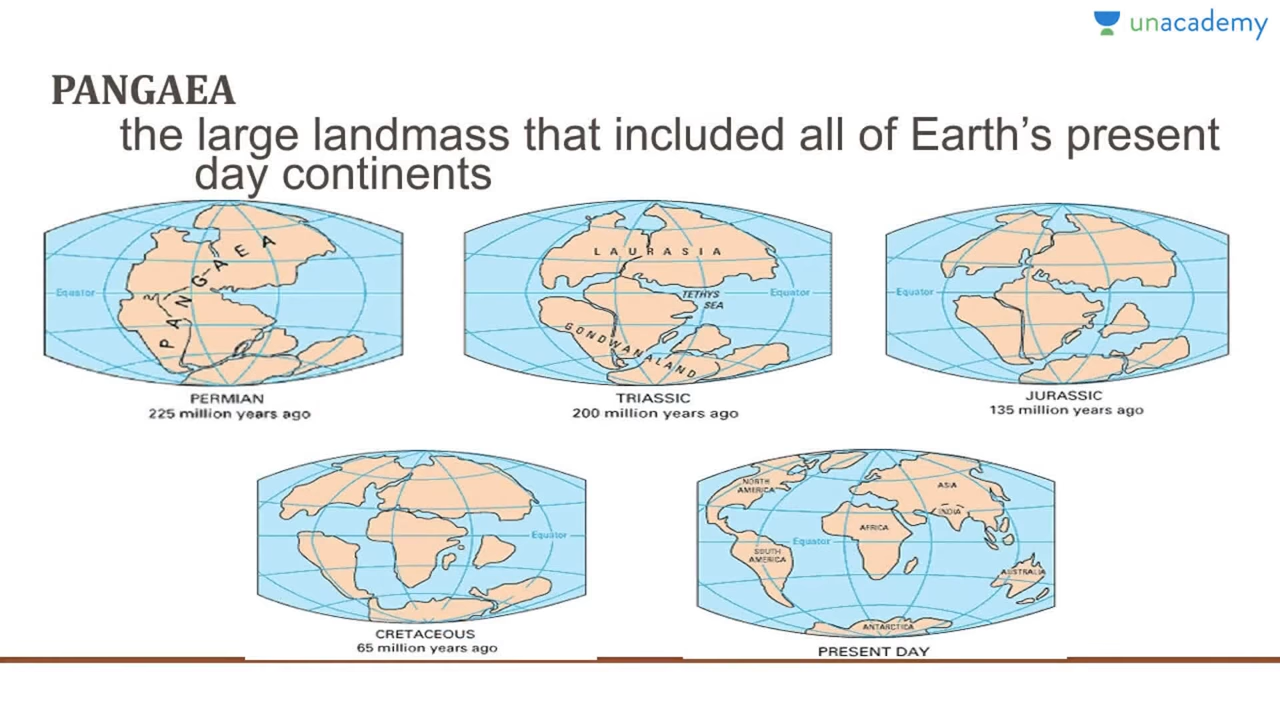 unacademy
PANGAEA
the large landmass that included all of Earth's present
day continents
PANGAEA
Equator
PERMIAN
225 million years ago
LAURASIA
TETHYS
SEA
Equator
GONDWANALAND
TRIASSIC
200 million years ago
Equator
JURASSIC
135 million years ago
Equator
CRETACEOUS
65 million years ago
NORTH
AMERICA
ASIA
INDIA
AFRICA
Equator
SOUTH
AMERICA
AUSTRALIA
ANTARCTICA
PRESENT DAY